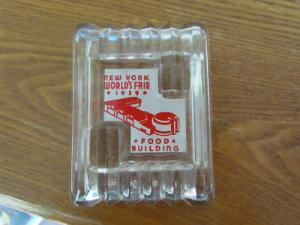 NEW YORK
WORLD'S FAIR
★ 1939 ★
★ FOOD ★
BUILDING